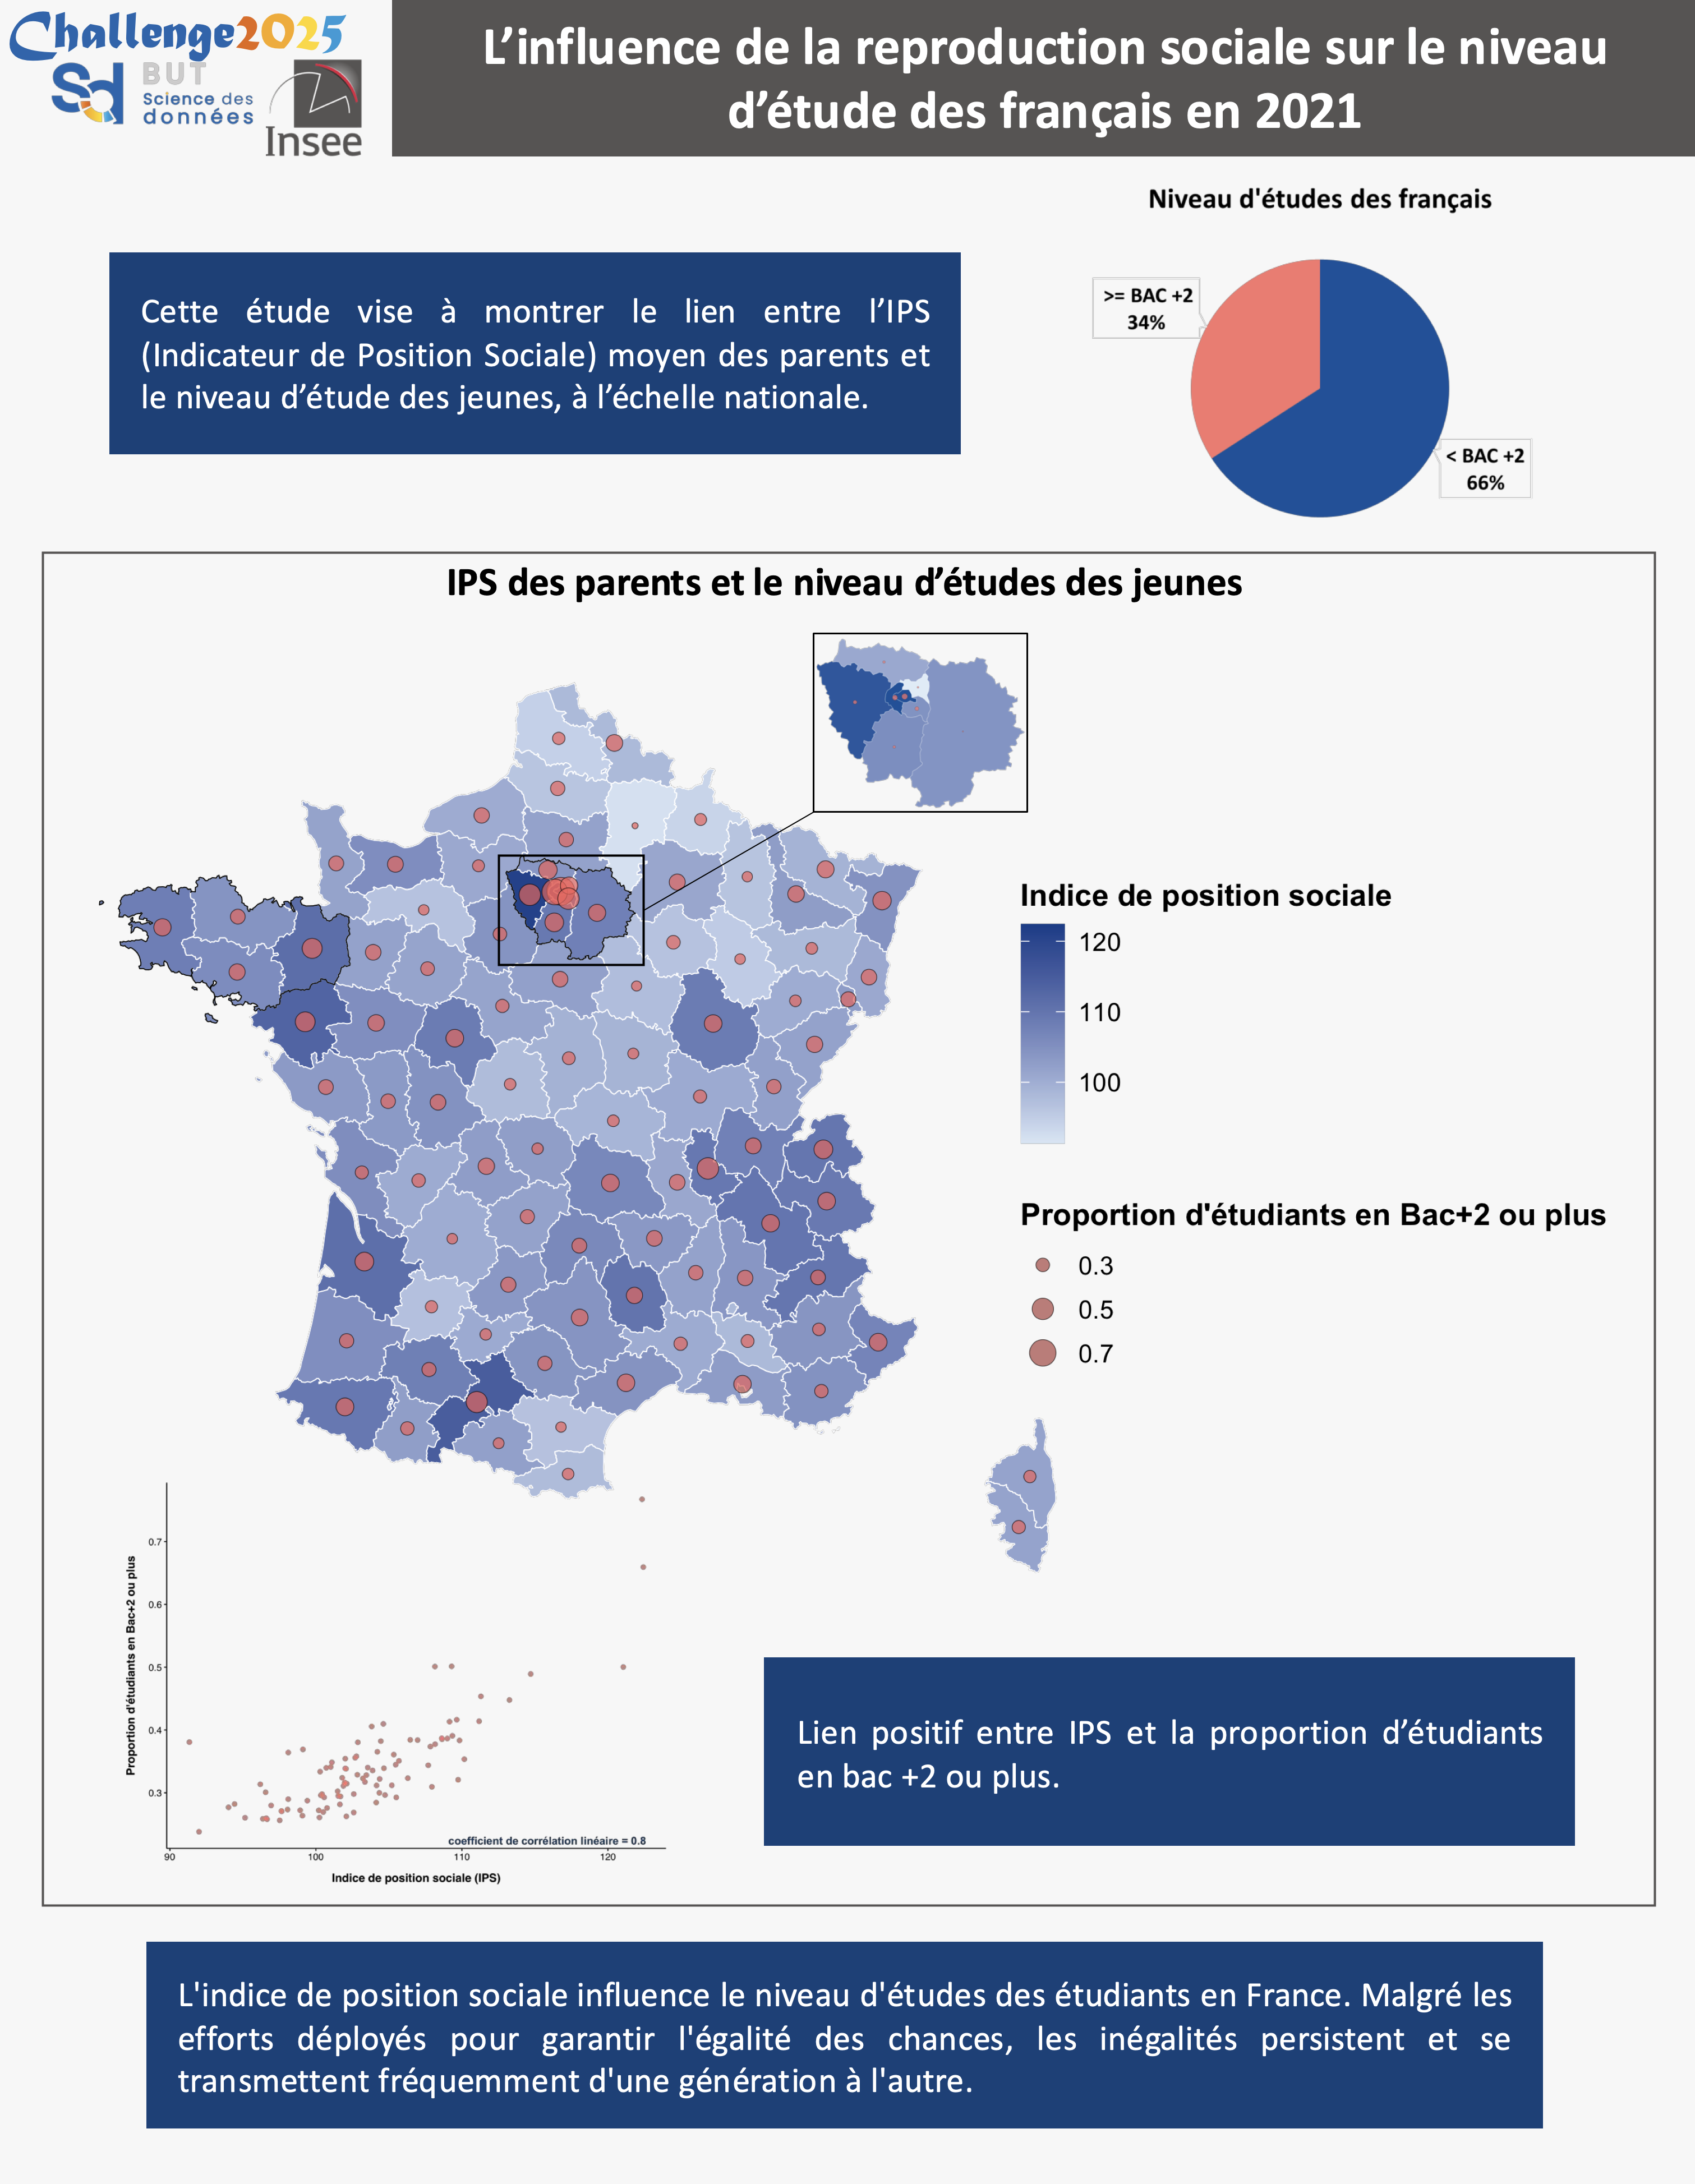 Challenge2025
Sd
BUT
Science des
données
Insee
L’influence de la reproduction sociale sur le niveau
d’étude des français en 2021
Niveau d'études des français
>= BAC +2
34%
< BAC +2
66%
Cette étude vise à montrer le lien entre l’IPS
(Indicateur de Position Sociale) moyen des parents et
le niveau d’étude des jeunes, à l’échelle nationale.
IPS des parents et le niveau d’études des jeunes
Indice de position sociale
120
110
100
Proportion d'étudiants en Bac+2 ou plus
0.3
0.5
0.7
Proportion d'étudiants en Bac+2 ou plus
0.7
0.6
0.5
0.4
0.3
coefficient de corrélation linéaire = 0.8
90
100
110
120
Indice de position sociale (IPS)
Lien positif entre IPS et la proportion d’étudiants
en bac +2 ou plus.
L'indice de position sociale influence le niveau d'études des étudiants en France. Malgré les
efforts déployés pour garantir l'égalité des chances, les inégalités persistent et se
transmettent fréquemment d'une génération à l'autre.